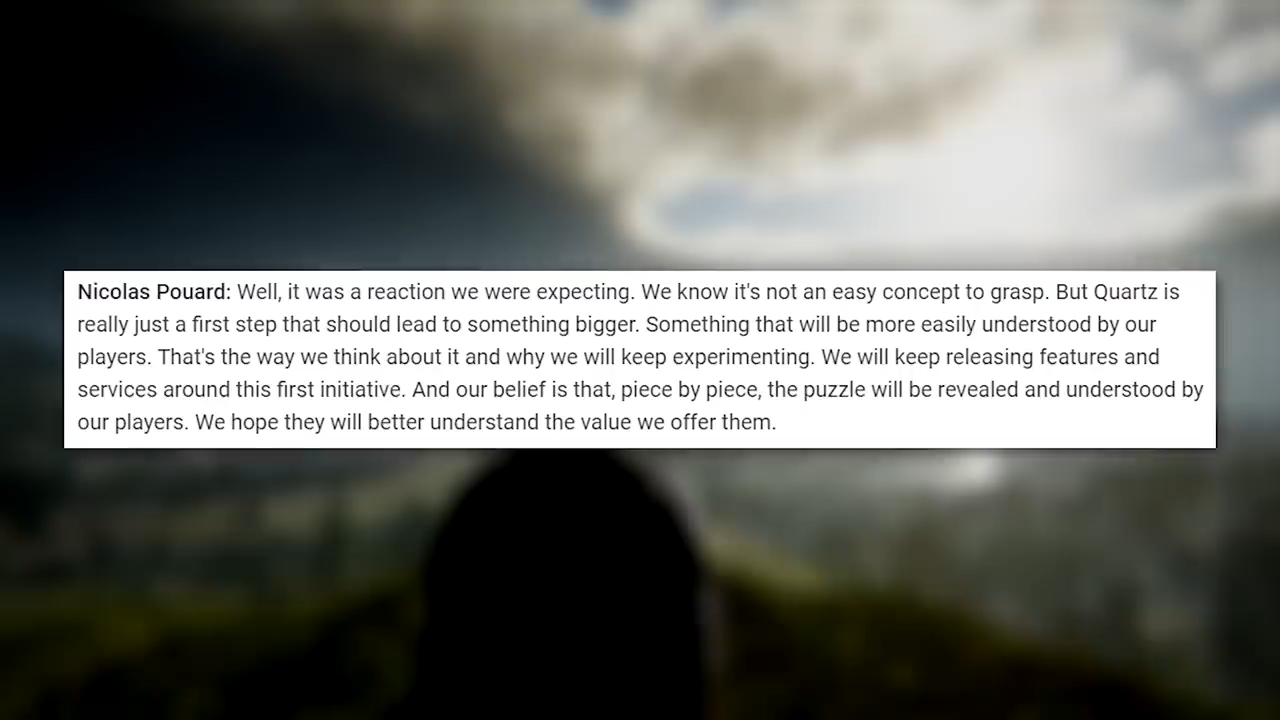 Nicolas Pouard: Well, it was a reaction we were expecting. We know it's not an easy concept to grasp. But Quartz is
really just a first step that should lead to something bigger. Something that will be more easily understood by our
players. That's the way we think about it and why we will keep experimenting. We will keep releasing features and
services around this first initiative. And our belief is that, piece by piece, the puzzle will be revealed and understood by
our players. We hope they will better understand the value we offer them.